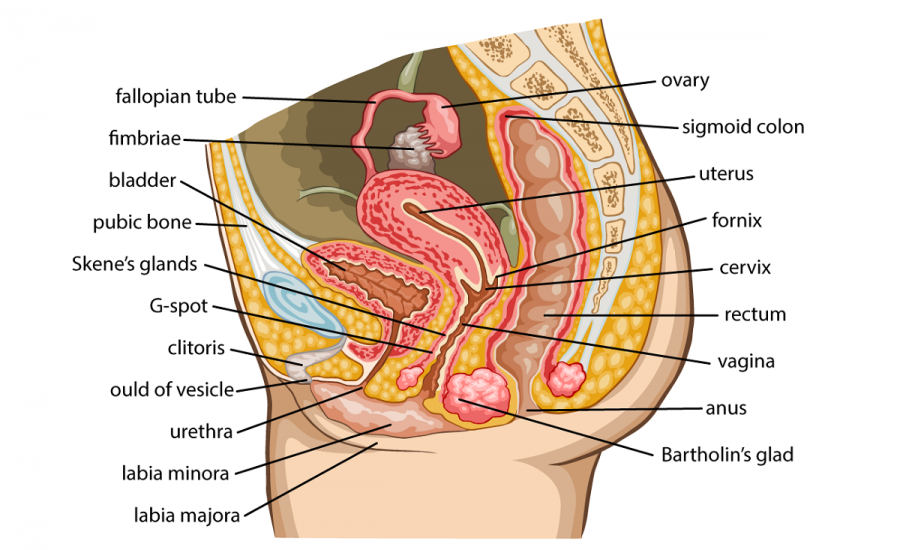 fallopian tube
fimbriae
bladder
pubic bone
Skene's glands
G-spot
clitoris
ould of vesicle
urethra
labia minora
labia majora
ovary
sigmoid colon
uterus
fornix
cervix
rectum
vagina
anus
Bartholin's glad